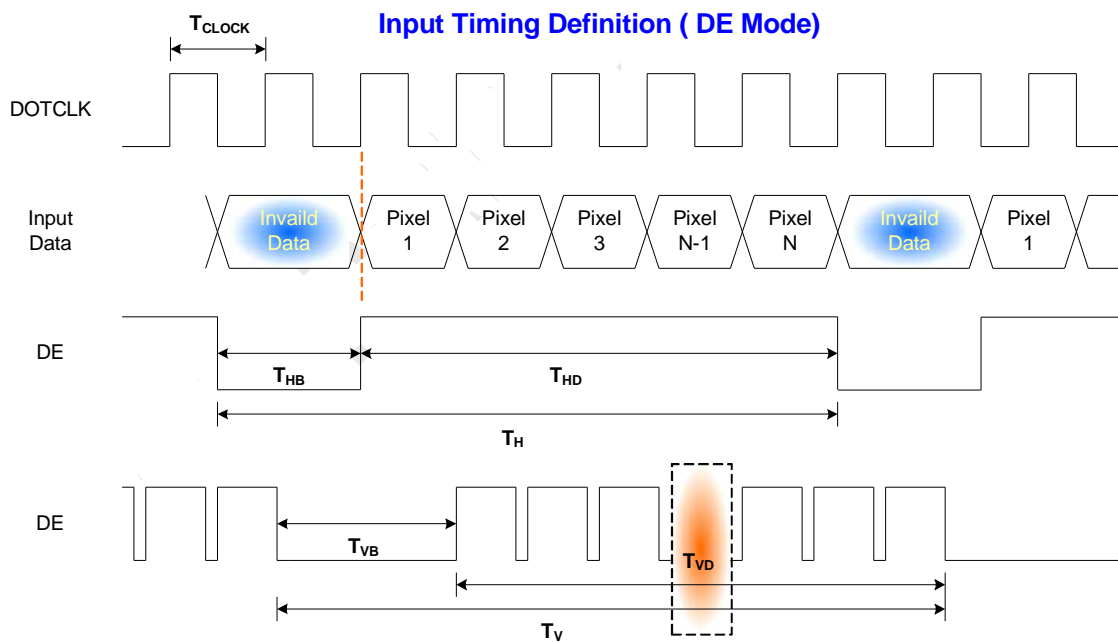 Input Timing Definition ( DE Mode)
TCLOCK
DOTCLK
Input
Data
Invaild
Data
Pixel
1
Pixel
2
Pixel
3
Pixel
N-1
Pixel
N
Invaild
Data
Pixel
1
DE
THB
THD
TH
DE
TVB
TVD
TV